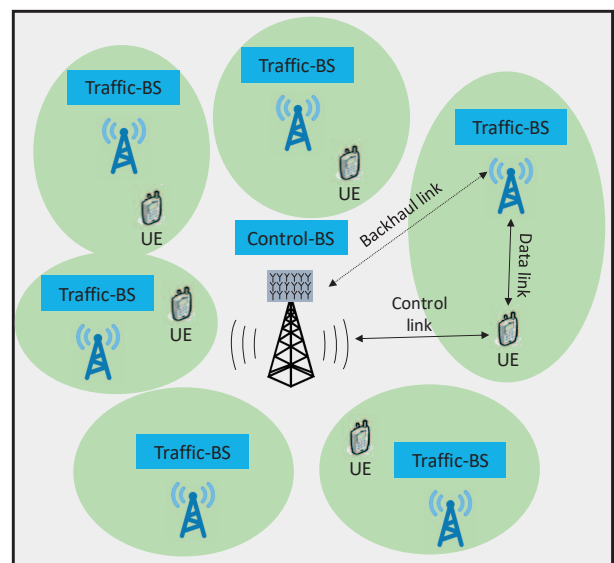 Traffic-BS
Traffic-BS
Traffic-BS
UE
UE
Control-BS
Backhaul link
Data link
Traffic-BS
UE
Control
link
UE
Traffic-BS
UE
Traffic-BS